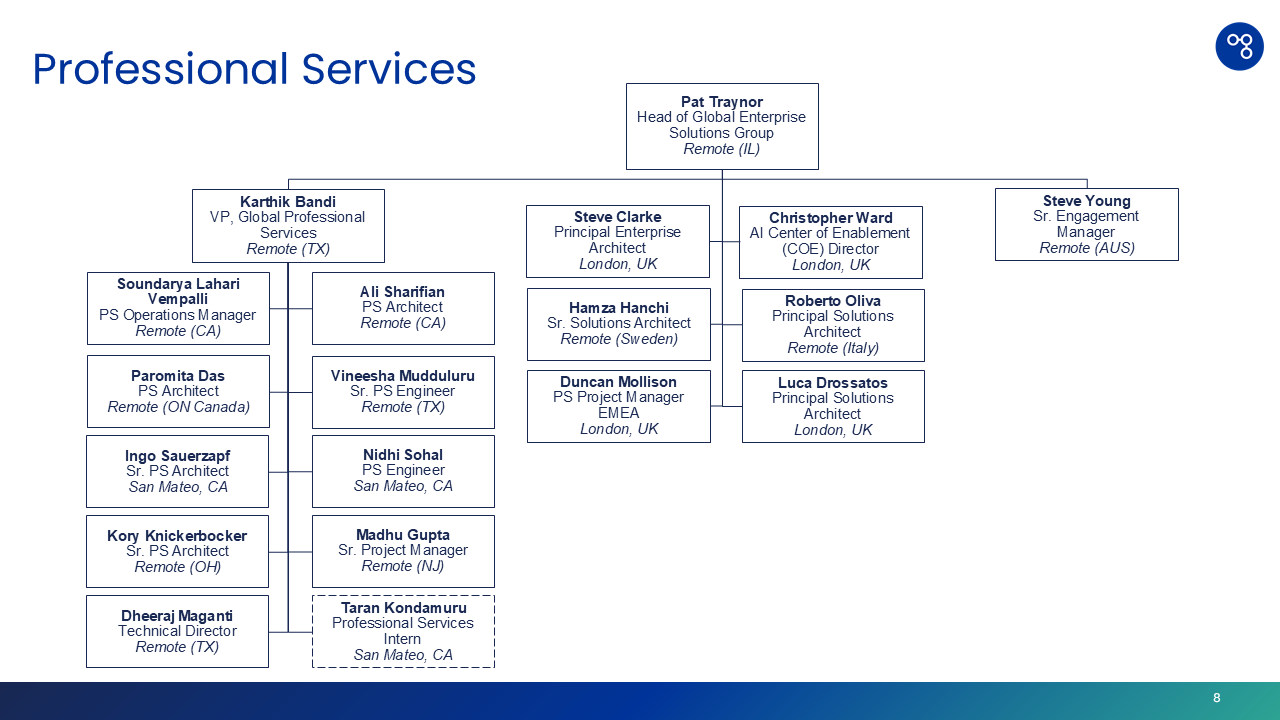 Professional Services
Pat Traynor
Head of Global Enterprise
Solutions Group
Remote (IL)
Karthik Bandi
VP, Global Professional
Services
Remote (TX)
Steve Clarke
Principal Enterprise
Architect
London, UK
Christopher Ward
AI Center of Enablement
(COE) Director
London, UK
Steve Young
Sr. Engagement
Manager
Remote (AUS)
Soundarya Lahari
Vempalli
PS Operations Manager
Remote (CA)
Ali Sharifian
PS Architect
Remote (CA)
Hamza Hanchi
Sr. Solutions Architect
Remote (Sweden)
Roberto Oliva
Principal Solutions
Architect
Remote (Italy)
Paromita Das
PS Architect
Remote (ON Canada)
Vineesha Mudduluru
Sr. PS Engineer
Remote (TX)
Duncan Mollison
PS Project Manager
EMEA
London, UK
Luca Drossatos
Principal Solutions
Architect
London, UK
Ingo Sauerzapf
Sr. PS Architect
San Mateo, CA
Nidhi Sohal
PS Engineer
San Mateo, CA
Kory Knickerbocker
Sr. PS Architect
Remote (OH)
Madhu Gupta
Sr. Project Manager
Remote (NJ)
Dheeraj Maganti
Technical Director
Remote (TX)
Taran Kondamuru
Professional Services
Intern
San Mateo, CA
8